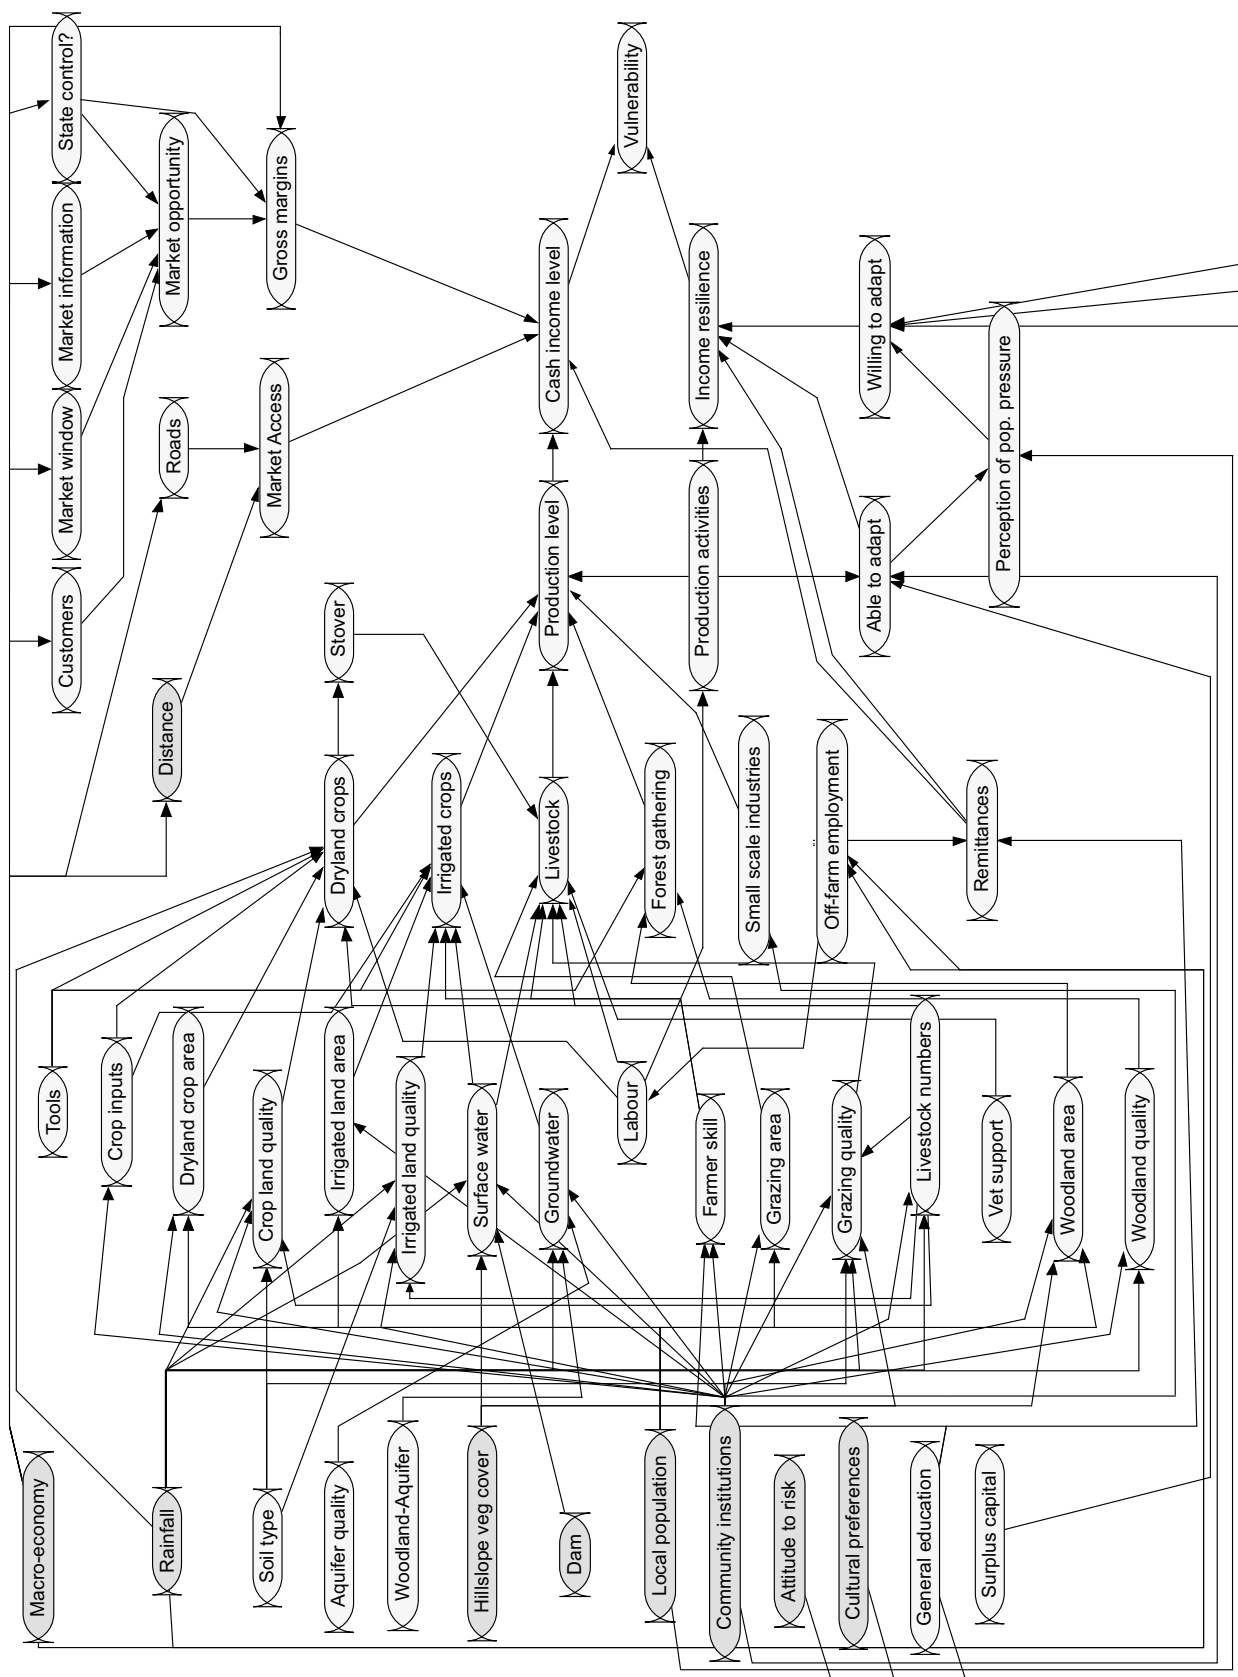 Macro-economy
Rainfall
Soil type
Aquifer quality
Woodland-Aquifer
Hillslope veg cover
Dam
Local population
Community institutions
Attitude to risk
Cultural preferences
General education
Surplus capital
Tools
Crop inputs
Dryland crop area
Crop land quality
Irrigated land area
Irrigated land quality
Surface water
Groundwater
Labour
Farmer skill
Grazing area
Grazing quality
Livestock numbers
Vet support
Woodland area
Woodland quality
Distance
Dryland crops
Irrigated crops
Livestock
Forest gathering
Small scale industries
Off-farm employment
Remittances
Customers
Market window
Market information
State control?
Roads
Market opportunity
Market Access
Gross margins
Stover
Production level
Production activities
Able to adapt
Perception of pop. pressure
Cash income level
Income resilience
Willing to adapt
Vulnerability